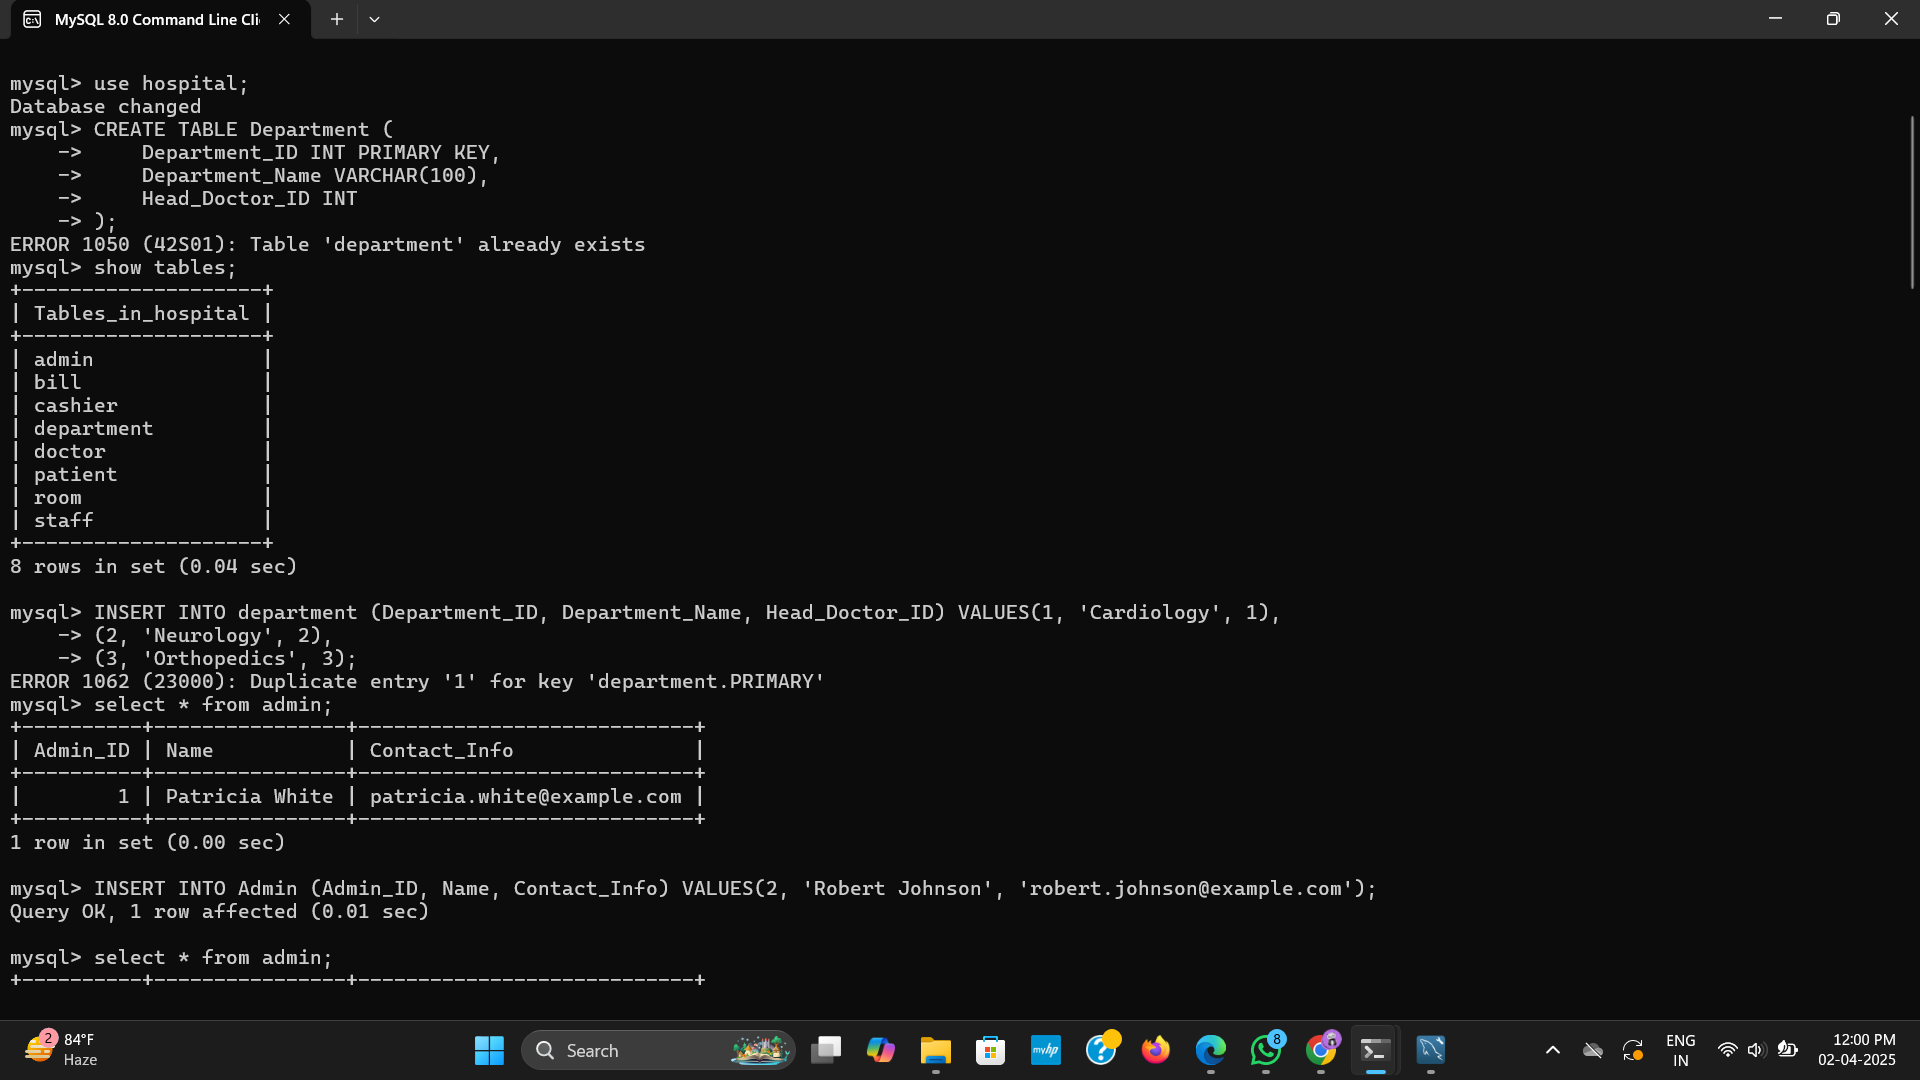 MySQL 8.0 Command Line Cli
mysql> use hospital;
Database changed
mysql> CREATE TABLE Department (
    ->     Department_ID INT PRIMARY KEY,
    ->     Department_Name VARCHAR(100),
    ->     Head_Doctor_ID INT
    -> );
ERROR 1050 (42S01): Table 'department' already exists
mysql> show tables;
+--------------------+
| Tables_in_hospital |
+--------------------+
| admin              |
| bill               |
| cashier            |
| department         |
| doctor             |
| patient            |
| room               |
| staff              |
+--------------------+
8 rows in set (0.04 sec)
mysql> INSERT INTO department (Department_ID, Department_Name, Head_Doctor_ID) VALUES(1, 'Cardiology', 1),
    -> (2, 'Neurology', 2),
    -> (3, 'Orthopedics', 3);
ERROR 1062 (23000): Duplicate entry '1' for key 'department.PRIMARY'
mysql> select * from admin;
+----------+----------------+----------------------------+
| Admin_ID | Name           | Contact_Info               |
+----------+----------------+----------------------------+
|        1 | Patricia White | patricia.white@example.com |
+----------+----------------+----------------------------+
1 row in set (0.00 sec)
mysql> INSERT INTO Admin (Admin_ID, Name, Contact_Info) VALUES(2, 'Robert Johnson', 'robert.johnson@example.com');
Query OK, 1 row affected (0.01 sec)
mysql> select * from admin;
+----------+----------------+----------------------------+
2
84°F
Haze
Search
myhp
8
ENG
IN
12:00 PM
02-04-2025